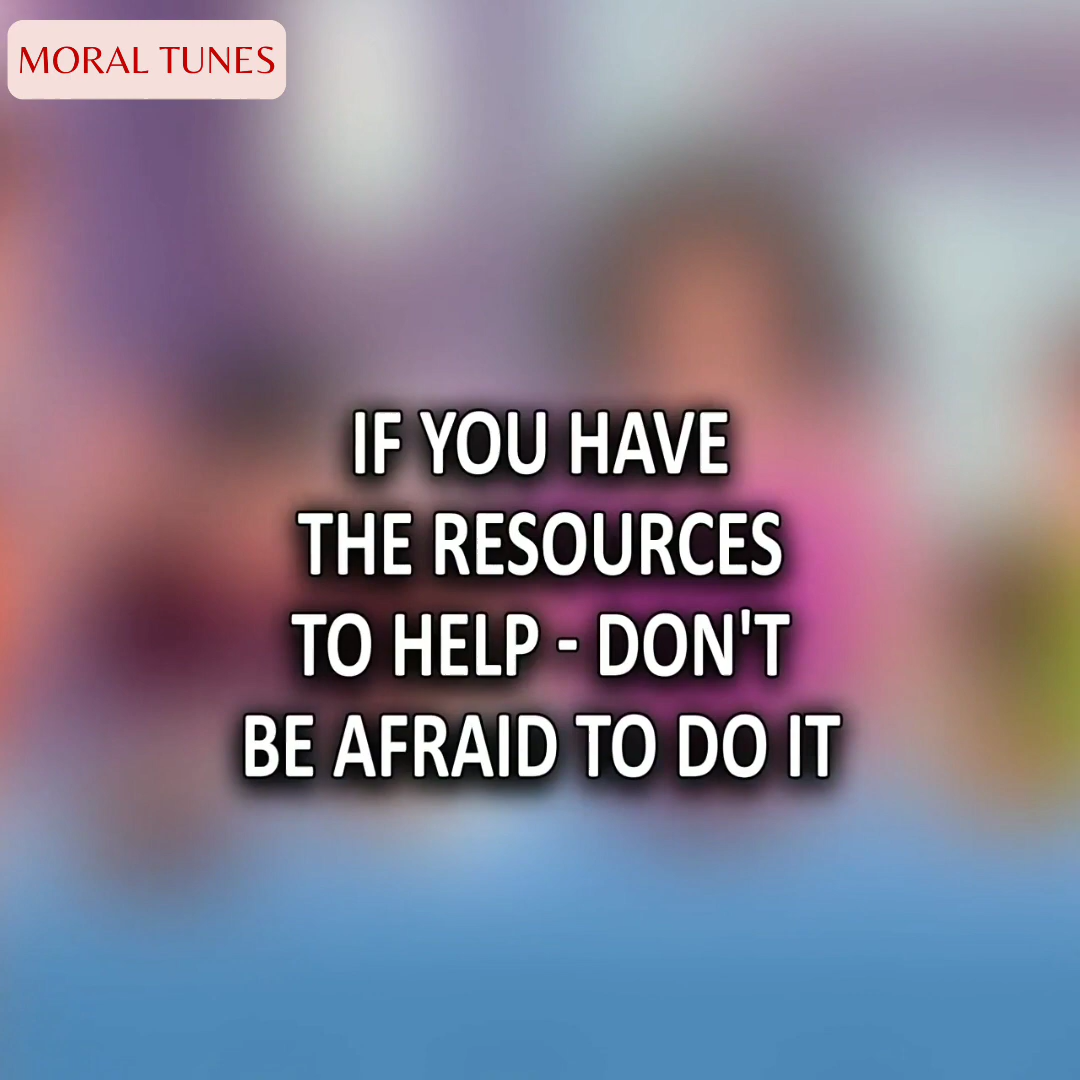 MORAL TUNES
IF YOU HAVE
THE RESOURCES
TO HELP - DON'T
BE AFRAID TO DO IT